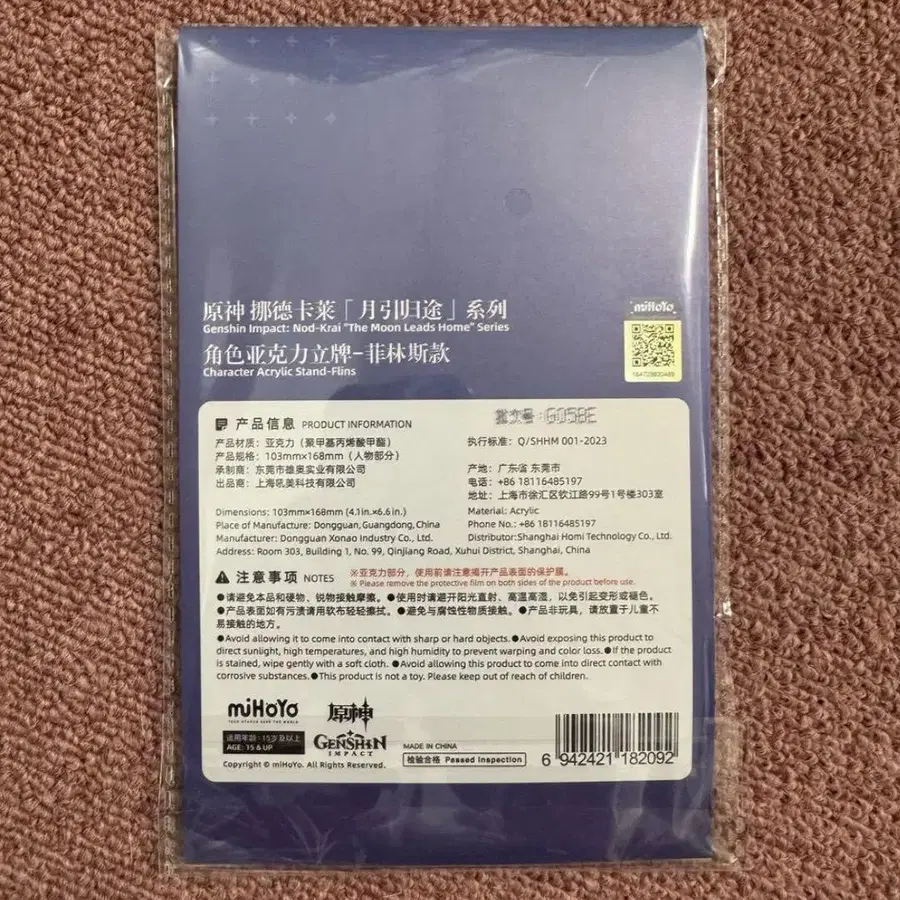 原神 挪德卡莱「月引归途」系列
Genshin Impact: Nod-Krai "The Moon Leads Home" Series
角色亚克力立牌-菲林斯款
Character Acrylic Stand-Flins
miHoYo
产品信息 PRODUCT INFORMATION
G05BE
产品材质：亚克力（聚甲基丙烯酸甲酯）
产品规格：103mm×168mm（人物部分）
承制商：东莞市雄奥实业有限公司
出品商：上海吼美科技有限公司
执行标准：Q/SHHM 001-2023
产地：广东省 东莞市
电话：+86 18116485197
地址：上海市徐汇区钦江路99号1号楼303室
Dimensions: 103mm×168mm (4.1in.×6.6in.)
Material: Acrylic
Place of Manufacture: Dongguan, Guangdong, China
Phone No.: +86 18116485197
Manufacturer: Dongguan Xonao Industry Co., Ltd.
Distributor:Shanghai Homi Technology Co., Ltd.
Address: Room 303, Building 1, No. 99, Qinjiang Road, Xuhui District, Shanghai, China
注意事项 NOTES
※亚克力部分，使用前请注意揭开产品表面的保护膜。
※ Please remove the protective film on both sides of the product before use.
●请避免本品和硬物、锐物接触摩擦。●使用时请避开阳光直射、高温高湿，以免引起变形或褪色。
●产品表面如有污渍请用软布轻轻擦拭。●避免与腐蚀性物质接触。●产品非玩具，请放置于儿童不
易接触的地方。
●Avoid allowing it to come into contact with sharp or hard objects.●Avoid exposing this product to
direct sunlight, high temperatures, and high humidity to prevent warping and color loss.●If the product
is stained, wipe gently with a soft cloth. ●Avoid allowing this product to come into direct contact with
corrosive substances.●This product is not a toy. Please keep out of reach of children.
miHoYo
TECH OTAKUS SAVE THE WORLD
原神
GENSHIN
IMPACT
适用年龄：15岁及以上
AGE: 15 & UP
Copyright © miHoYo. All Rights Reserved.
MADE IN CHINA
检验合格 Passed Inspection
6 942421 182092